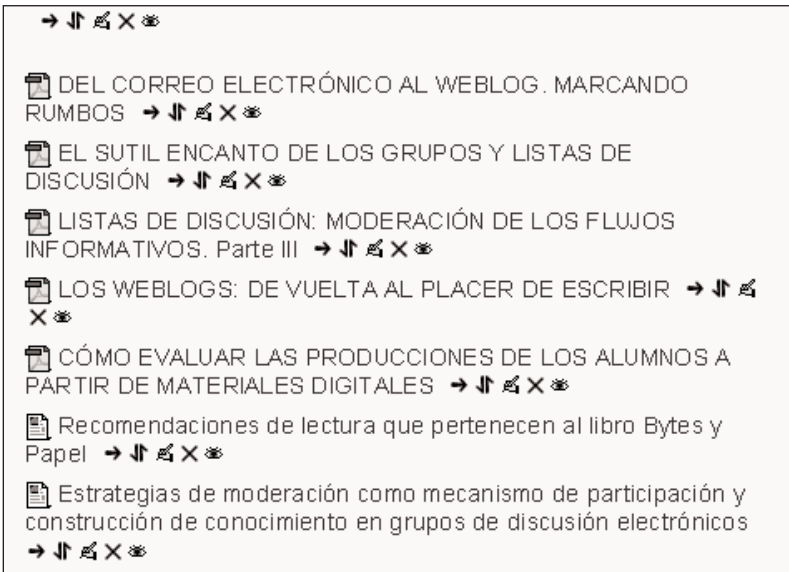 DEL CORREO ELECTRÓNICO AL WEBLOG. MARCANDO
RUMBOS
EL SUTIL ENCANTO DE LOS GRUPOS Y LISTAS DE
DISCUSIÓN
LISTAS DE DISCUSIÓN: MODERACIÓN DE LOS FLUJOS
INFORMATIVOS. Parte III
LOS WEBLOGS: DE VUELTA AL PLACER DE ESCRIBIR
CÓMO EVALUAR LAS PRODUCCIONES DE LOS ALUMNOS A
PARTIR DE MATERIALES DIGITALES
Recomendaciones de lectura que pertenecen al libro Bytes y
Papel
Estrategias de moderación como mecanismo de participación y
construcción de conocimiento en grupos de discusión electrónicos